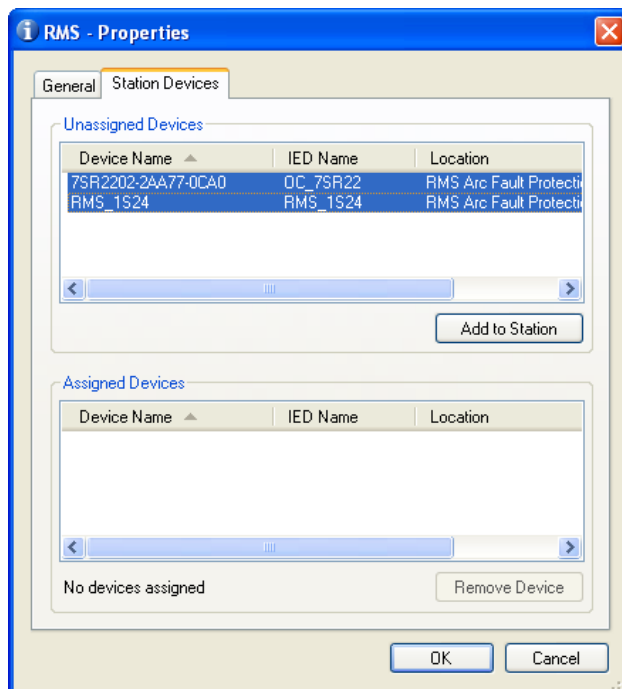 RMS - Properties
General Station Devices
Unassigned Devices
Device Name IED Name Location
7SR2202-2AA77-0CA0 OC_7SR22 RMS Arc Fault Protecti
RMS_1S24 RMS_1S24 RMS Arc Fault Protecti
Add to Station
Assigned Devices
Device Name IED Name Location
No devices assigned Remove Device
OK Cancel